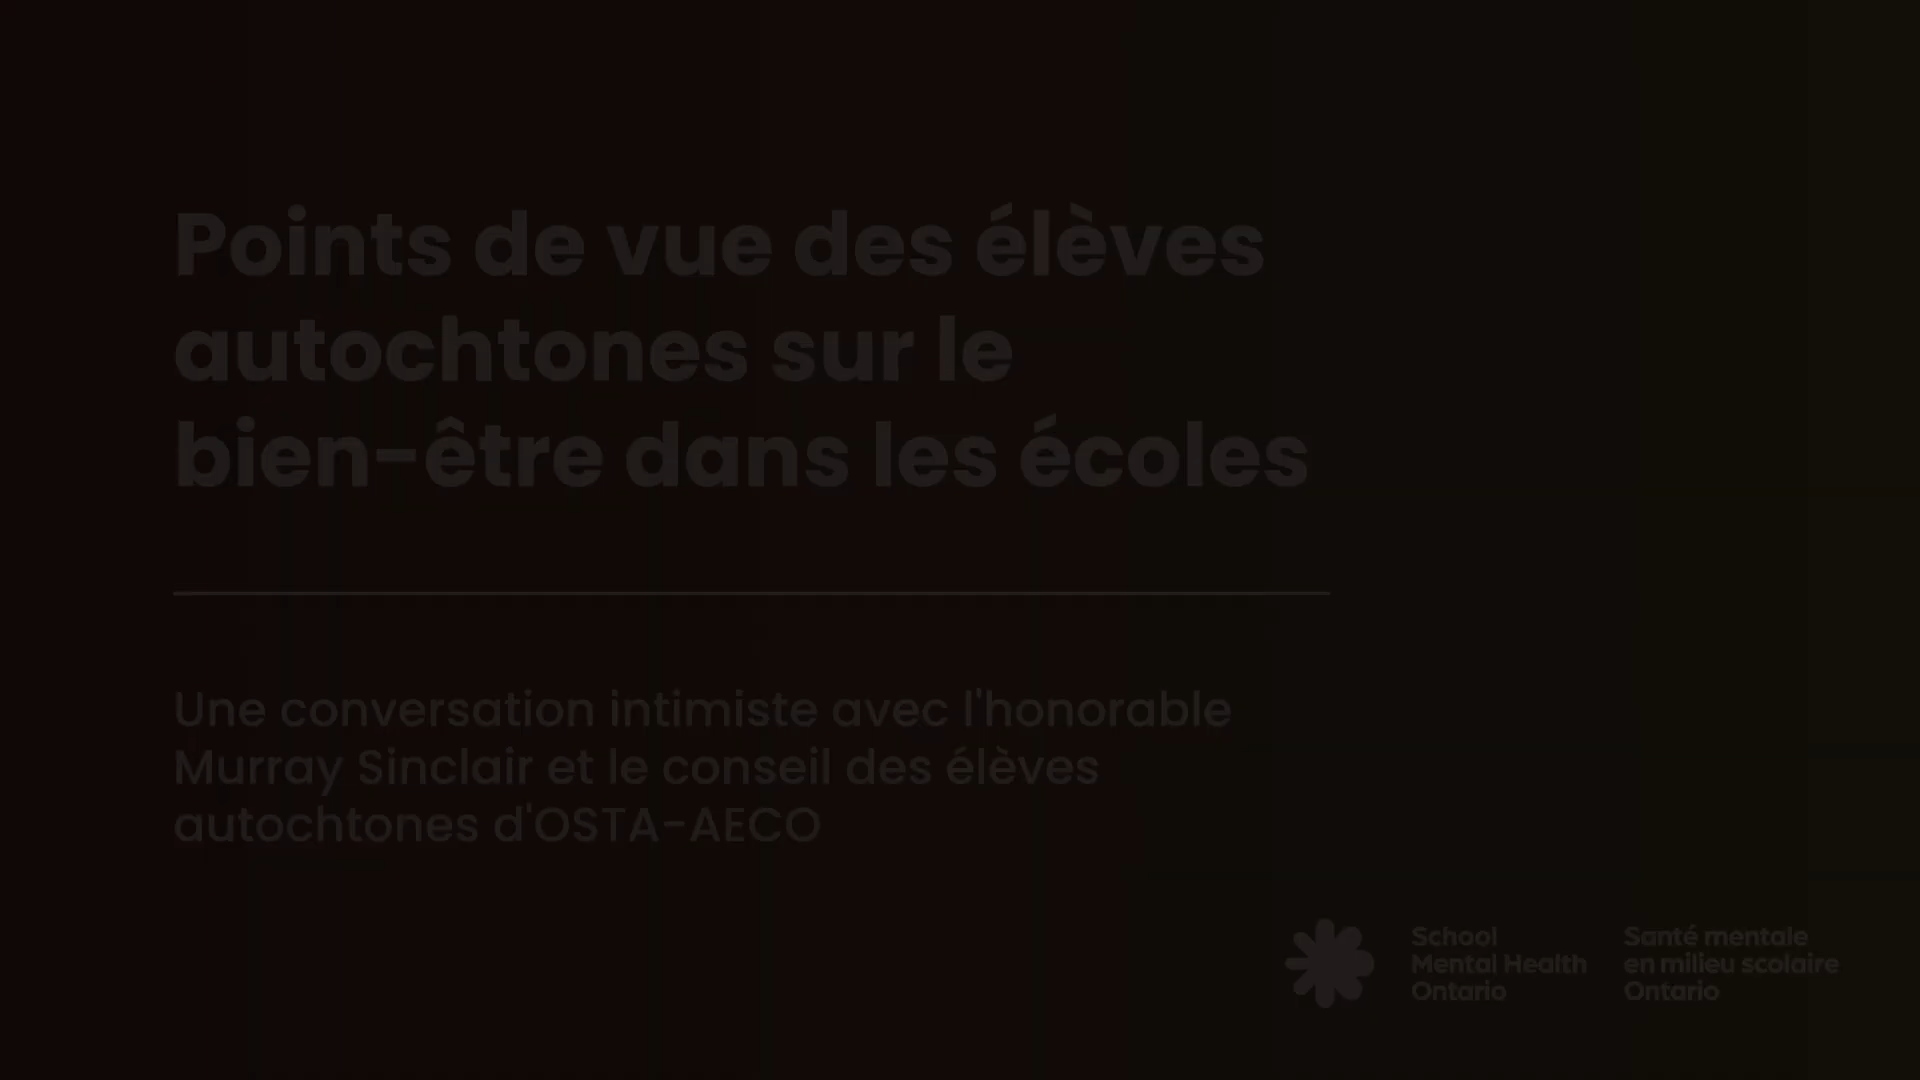 Points de vue des élèves
autochtones sur le
bien-être dans les écoles
Une conversation intimiste avec l'honorable
Murray Sinclair et le conseil des élèves
autochtones d'OSTA-AECO
School
Mental Health
Ontario
Santé mentale
en milieu scolaire
Ontario